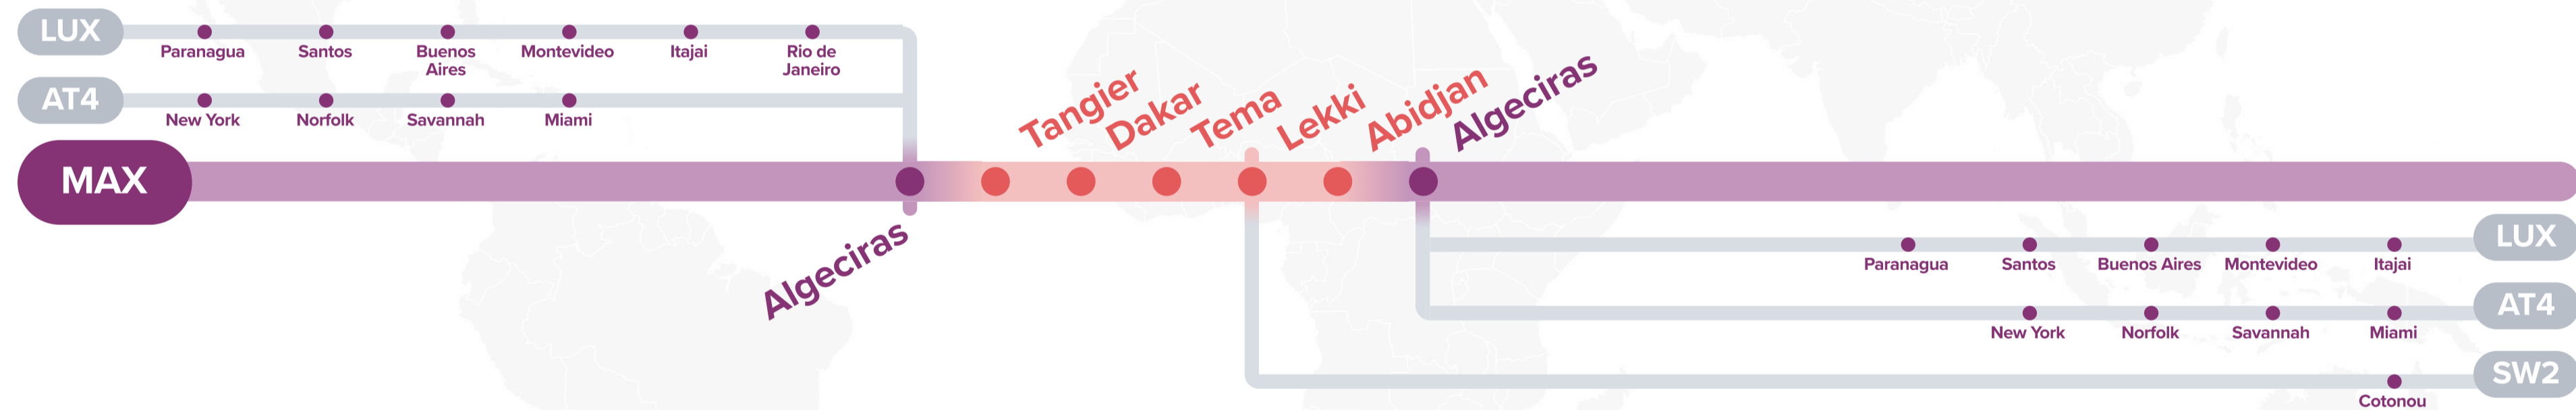 LUX
Paranagua
Santos
Buenos
Aires
Montevideo
Itajai
Rio de
Janeiro
AT4
New York
Norfolk
Savannah
Miami
MAX
Algeciras
Tangier
Dakar
Tema
Lekki
Abidjan
Algeciras
LUX
Paranagua
Santos
Buenos Aires
Montevideo
Itajai
AT4
New York
Norfolk
Savannah
Miami
SW2
Cotonou